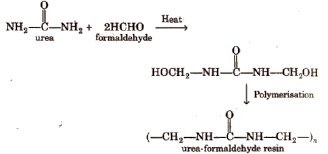 O
NH₂—C—NH₂ + 2HCHO Heat
urea formaldehyde
O
HOCH₂—NH—C—NH—CH₂OH
Polymerisation
O
(—CH₂—NH—C—NH—CH₂—)ₙ
urea-formaldehyde resin